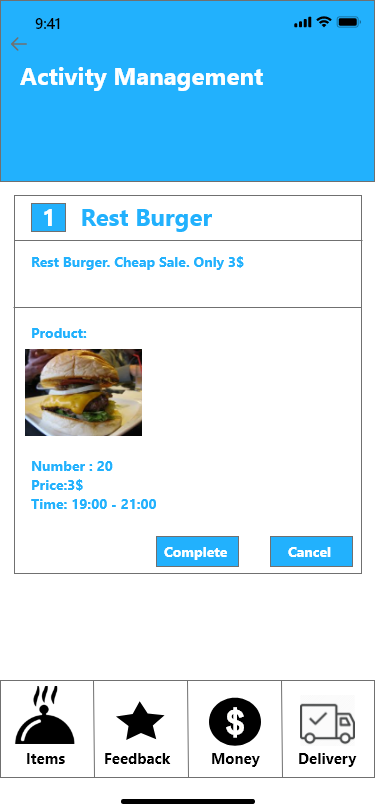 9:41
Activity Management
1 Rest Burger
Rest Burger. Cheap Sale. Only 3$
Product:
Number : 20
Price:3$
Time: 19:00 - 21:00
Complete Cancel
$
Items Feedback Money Delivery